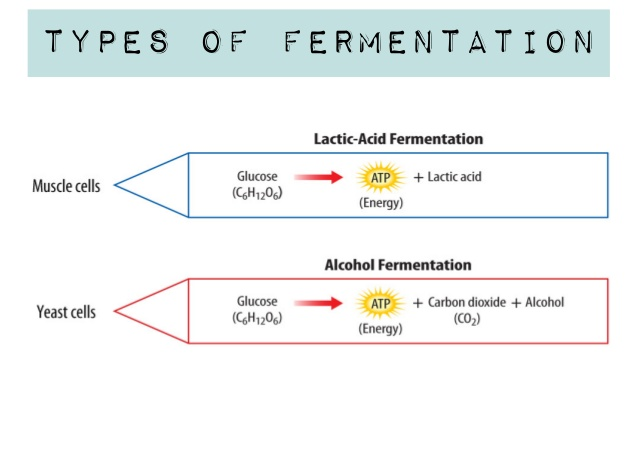 TYPES OF FERMENTATION
Lactic-Acid Fermentation
Muscle cells
Glucose
(C₆H₁₂O₆)
ATP
(Energy)
+ Lactic acid
Alcohol Fermentation
Yeast cells
Glucose
(C₆H₁₂O₆)
ATP
(Energy)
+ Carbon dioxide + Alcohol
(CO₂)